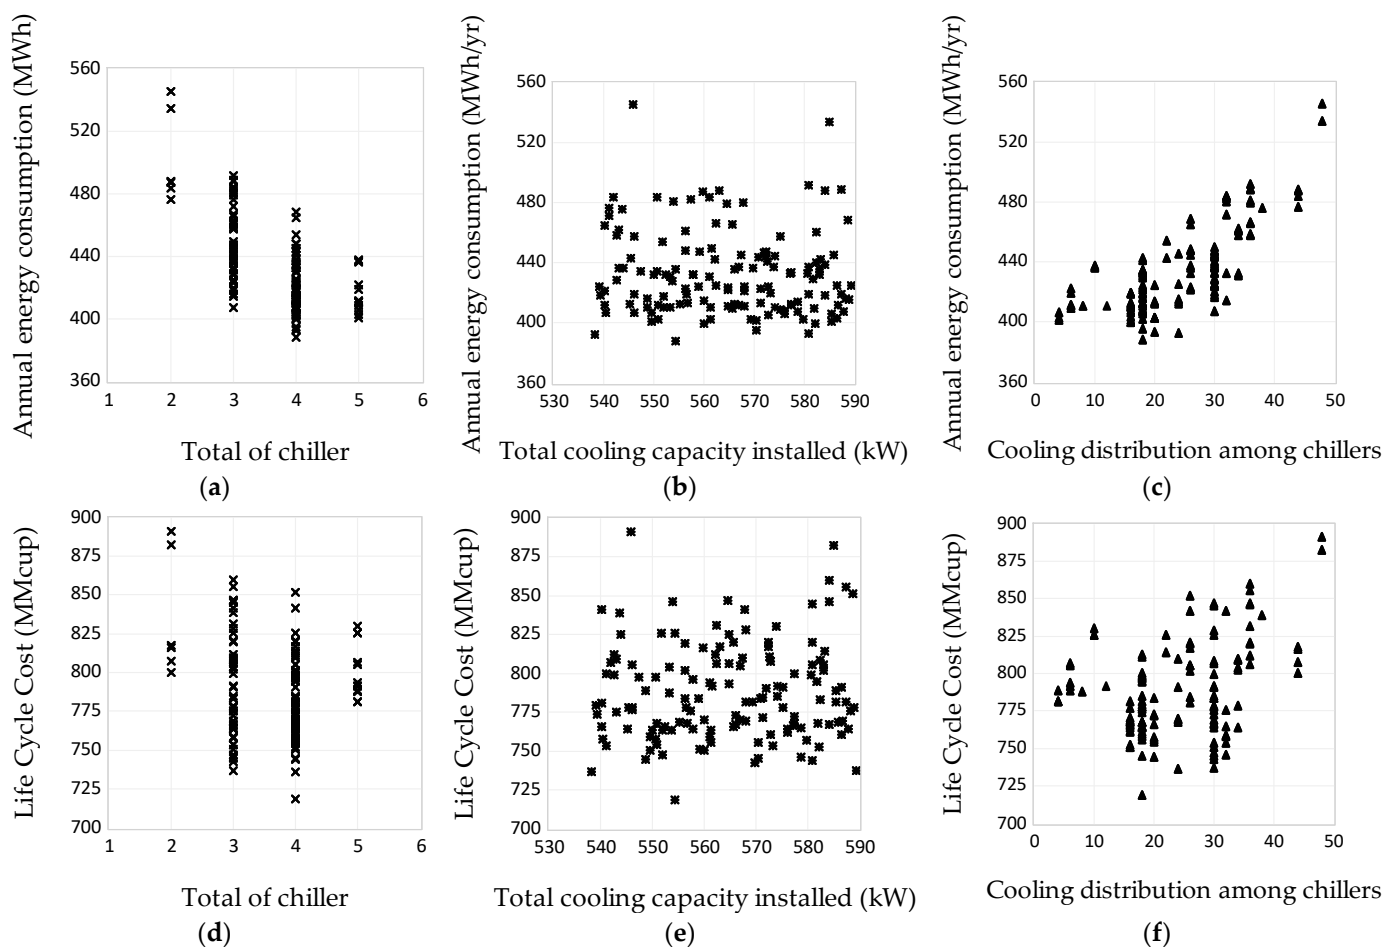 Annual energy consumption (MWh)
560
520
480
440
400
360
1 2 3 4 5 6
Total of chiller
(a)
Annual energy consumption (MWh/yr)
560
520
480
440
400
360
530 540 550 560 570 580 590
Total cooling capacity installed (kW)
(b)
Annual energy consumption (MWh/yr)
560
520
480
440
400
360
0 10 20 30 40 50
Cooling distribution among chillers
(c)
Life Cycle Cost (MMcup)
900
875
850
825
800
775
750
725
700
1 2 3 4 5 6
Total of chiller
(d)
Life Cycle Cost (MMcup)
900
875
850
825
800
775
750
725
700
530 540 550 560 570 580 590
Total cooling capacity installed (kW)
(e)
Life Cycle Cost (MMcup)
900
875
850
825
800
775
750
725
700
0 10 20 30 40 50
Cooling distribution among chillers
(f)